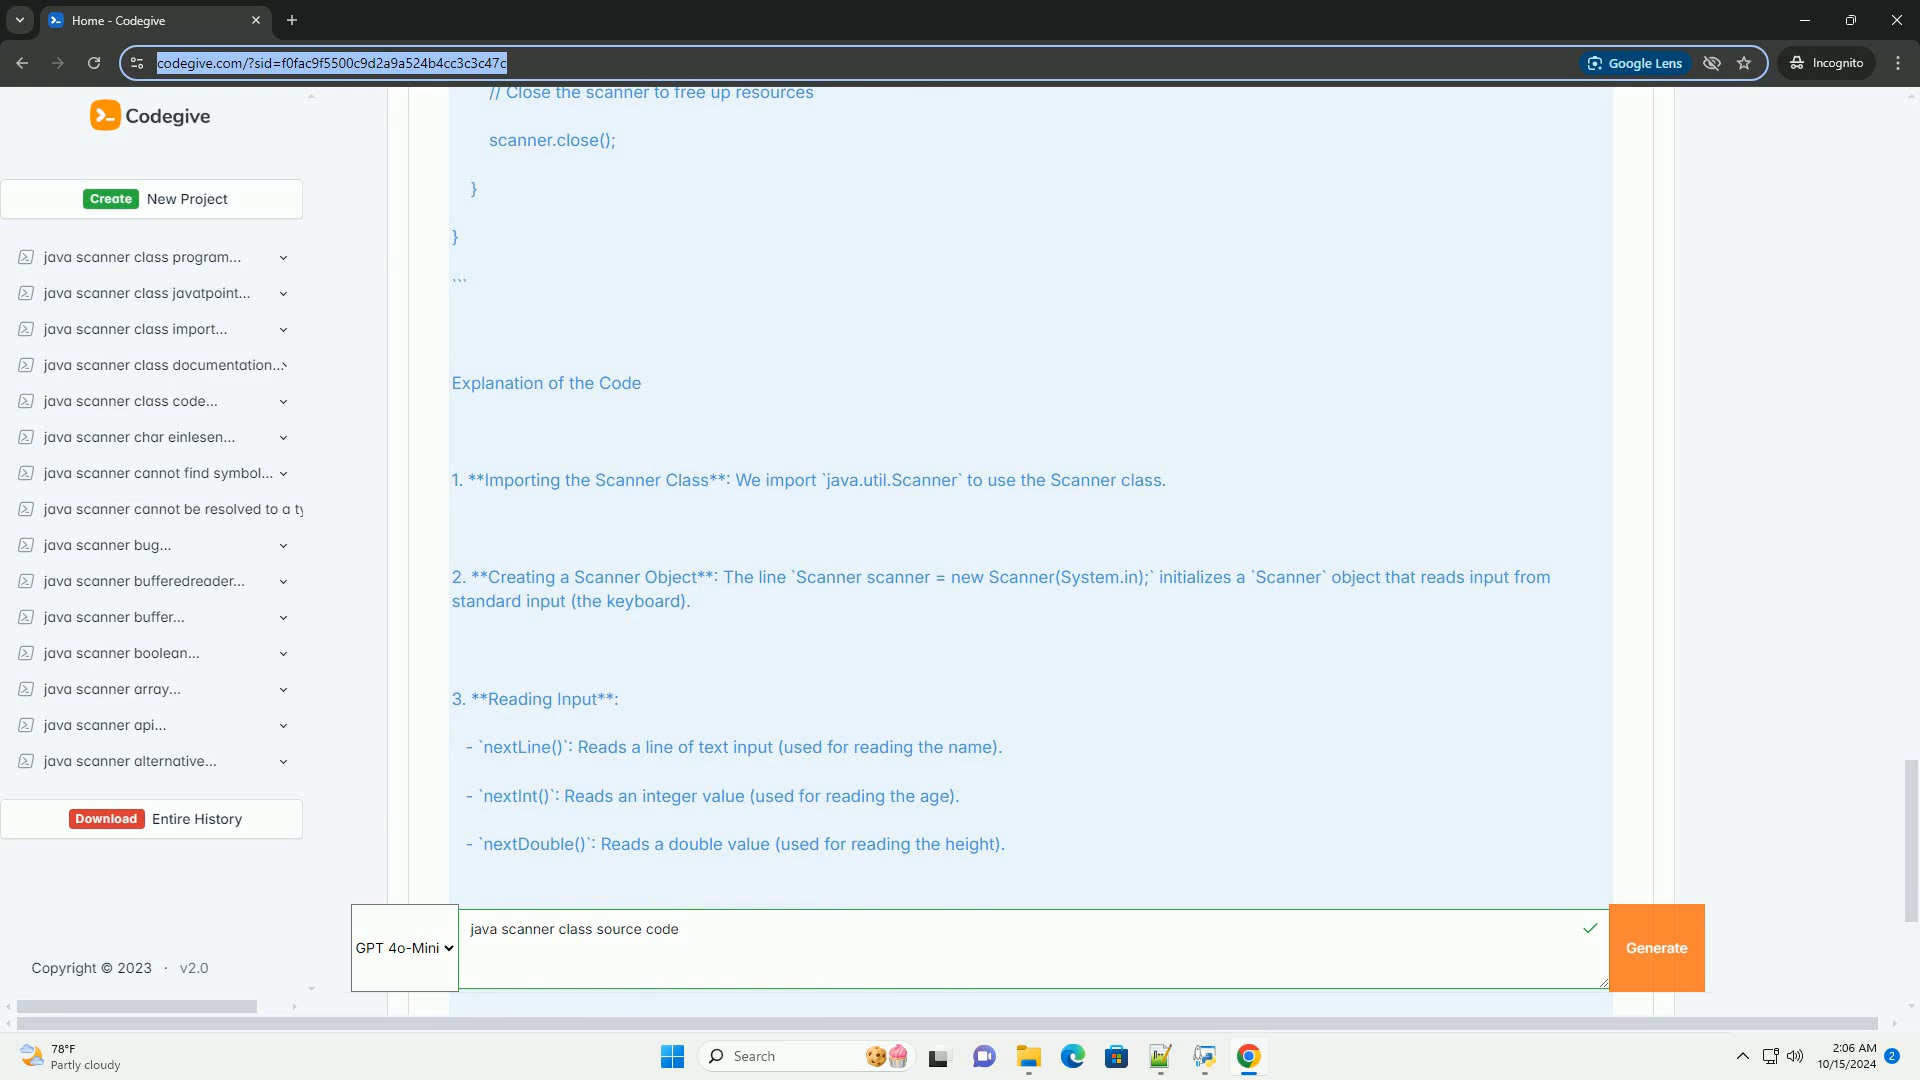 Home - Codegive
codegive.com/?sid=f0fac9f5500c9d2a9a524b4cc3c3c47c
Google Lens
Incognito
Codegive
Create New Project
java scanner class program...
java scanner class javatpoint...
java scanner class import...
java scanner class documentation...
java scanner class code...
java scanner char einlesen...
java scanner cannot find symbol...
java scanner cannot be resolved to a ty
java scanner bug...
java scanner bufferedreader...
java scanner buffer...
java scanner boolean...
java scanner array...
java scanner api...
java scanner alternative...
Download Entire History
Copyright © 2023 · v2.0
// Close the scanner to free up resources
scanner.close();
}
}
```
Explanation of the Code
1. **Importing the Scanner Class**: We import `java.util.Scanner` to use the Scanner class.
2. **Creating a Scanner Object**: The line `Scanner scanner = new Scanner(System.in);` initializes a `Scanner` object that reads input from
standard input (the keyboard).
3. **Reading Input**:
- `nextLine()`: Reads a line of text input (used for reading the name).
- `nextInt()`: Reads an integer value (used for reading the age).
- `nextDouble()`: Reads a double value (used for reading the height).
GPT 4o-Mini
java scanner class source code
Generate
78°F
Partly cloudy
Search
2:06 AM
10/15/2024
2